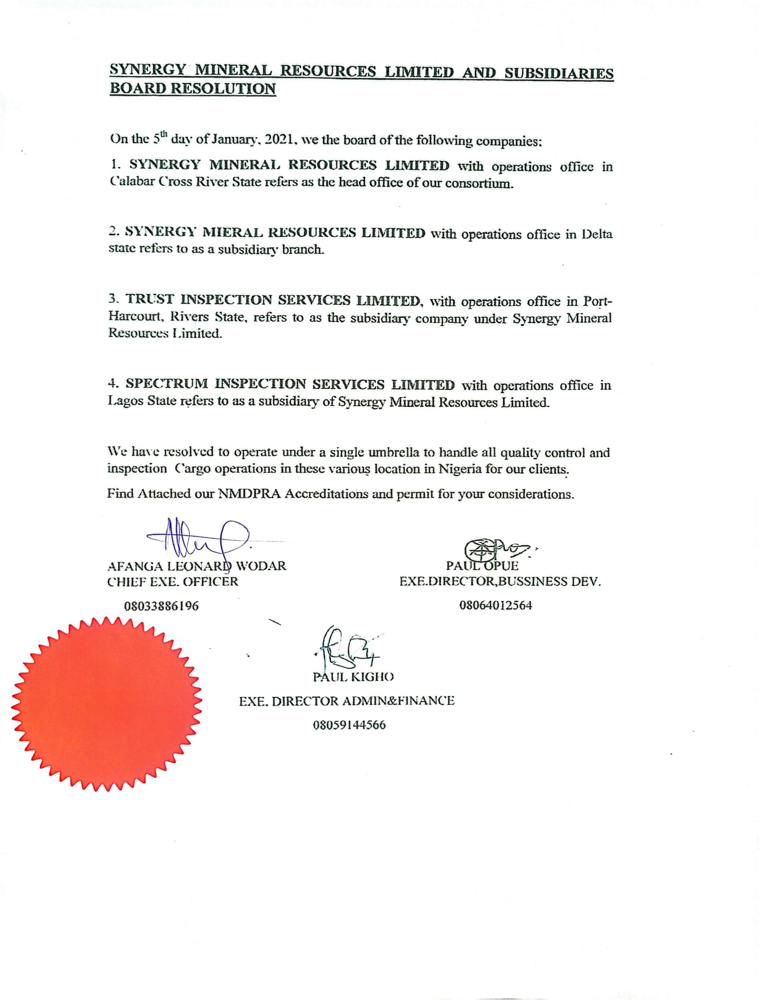 SYNERGY MINERAL RESOURCES LIMITED AND SUBSIDIARIES
BOARD RESOLUTION
On the 5th day of January, 2021, we the board of the following companies:
1. SYNERGY MINERAL RESOURCES LIMITED with operations office in
Calabar Cross River State refers as the head office of our consortium.
2. SYNERGY MIERAL RESOURCES LIMITED with operations office in Delta
state refers to as a subsidiary branch.
3. TRUST INSPECTION SERVICES LIMITED, with operations office in Port-
Harcourt, Rivers State, refers to as the subsidiary company under Synergy Mineral
Resources Limited.
4. SPECTRUM INSPECTION SERVICES LIMITED with operations office in
Lagos State refers to as a subsidiary of Synergy Mineral Resources Limited.
We have resolved to operate under a single umbrella to handle all quality control and
inspection Cargo operations in these various location in Nigeria for our clients.
Find Attached our NMDPRA Accreditations and permit for your considerations.
AFANGA LEONARD WODAR
CHIEF EXE. OFFICER
08033886196
PAUL OPUE
EXE.DIRECTOR,BUSSINESS DEV.
08064012564
PAUL KIGHO
EXE. DIRECTOR ADMIN&FINANCE
08059144566